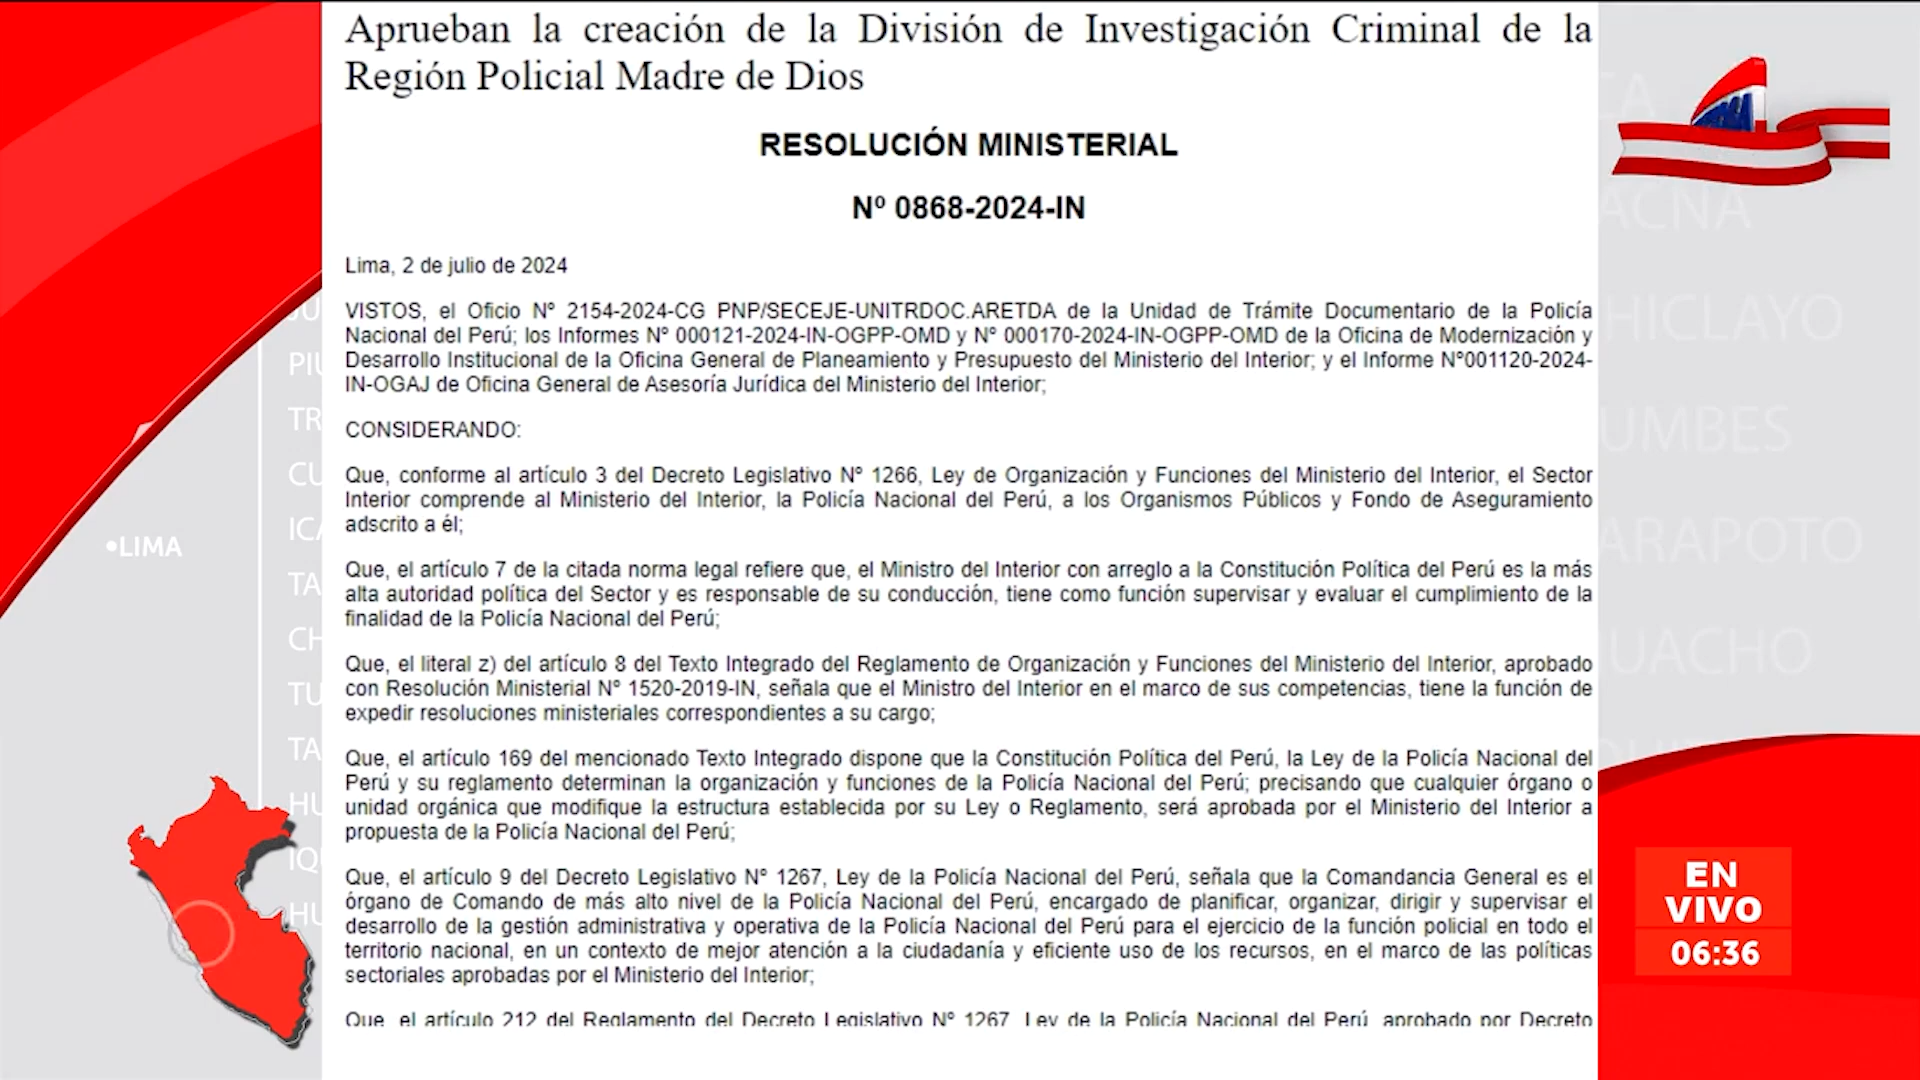 Aprueban la creación de la División de Investigación Criminal de la
Región Policial Madre de Dios
RESOLUCIÓN MINISTERIAL
Nº 0868-2024-IN
Lima, 2 de julio de 2024
VISTOS, el Oficio Nº 2154-2024-CG PNP/SECEJE-UNITRDOC.ARETDA de la Unidad de Trámite Documentario de la Policía
Nacional del Perú; los Informes Nº 000121-2024-IN-OGPP-OMD y Nº 000170-2024-IN-OGPP-OMD de la Oficina de Modernización y
Desarrollo Institucional de la Oficina General de Planeamiento y Presupuesto del Ministerio del Interior; y el Informe Nº001120-2024-
IN-OGAJ de Oficina General de Asesoría Jurídica del Ministerio del Interior;
CONSIDERANDO:
Que, conforme al artículo 3 del Decreto Legislativo Nº 1266, Ley de Organización y Funciones del Ministerio del Interior, el Sector
Interior comprende al Ministerio del Interior, la Policía Nacional del Perú, a los Organismos Públicos y Fondo de Aseguramiento
adscrito a él;
Que, el artículo 7 de la citada norma legal refiere que, el Ministro del Interior con arreglo a la Constitución Política del Perú es la más
alta autoridad política del Sector y es responsable de su conducción, tiene como función supervisar y evaluar el cumplimiento de la
finalidad de la Policía Nacional del Perú;
Que, el literal z) del artículo 8 del Texto Integrado del Reglamento de Organización y Funciones del Ministerio del Interior, aprobado
con Resolución Ministerial Nº 1520-2019-IN, señala que el Ministro del Interior en el marco de sus competencias, tiene la función de
expedir resoluciones ministeriales correspondientes a su cargo;
Que, el artículo 169 del mencionado Texto Integrado dispone que la Constitución Política del Perú, la Ley de la Policía Nacional del
Perú y su reglamento determinan la organización y funciones de la Policía Nacional del Perú; precisando que cualquier órgano o
unidad orgánica que modifique la estructura establecida por su Ley o Reglamento, será aprobada por el Ministerio del Interior a
propuesta de la Policía Nacional del Perú;
Que, el artículo 9 del Decreto Legislativo Nº 1267, Ley de la Policía Nacional del Perú, señala que la Comandancia General es el
órgano de Comando de más alto nivel de la Policía Nacional del Perú, encargado de planificar, organizar, dirigir y supervisar el
desarrollo de la gestión administrativa y operativa de la Policía Nacional del Perú para el ejercicio de la función policial en todo el
territorio nacional, en un contexto de mejor atención a la ciudadanía y eficiente uso de los recursos, en el marco de las políticas
sectoriales aprobadas por el Ministerio del Interior;
Que, el artículo 212 del Reglamento del Decreto Legislativo Nº 1267, Ley de la Policía Nacional del Perú, aprobado por Decreto
•LIMA
JU
PIU
TR
CU
ICA
TA
CH
TU
TA
HU
IQ
HU
TA
ACNA
HICLAYO
UMBES
ARAPOTO
UACHO
EN
VIVO
06:36